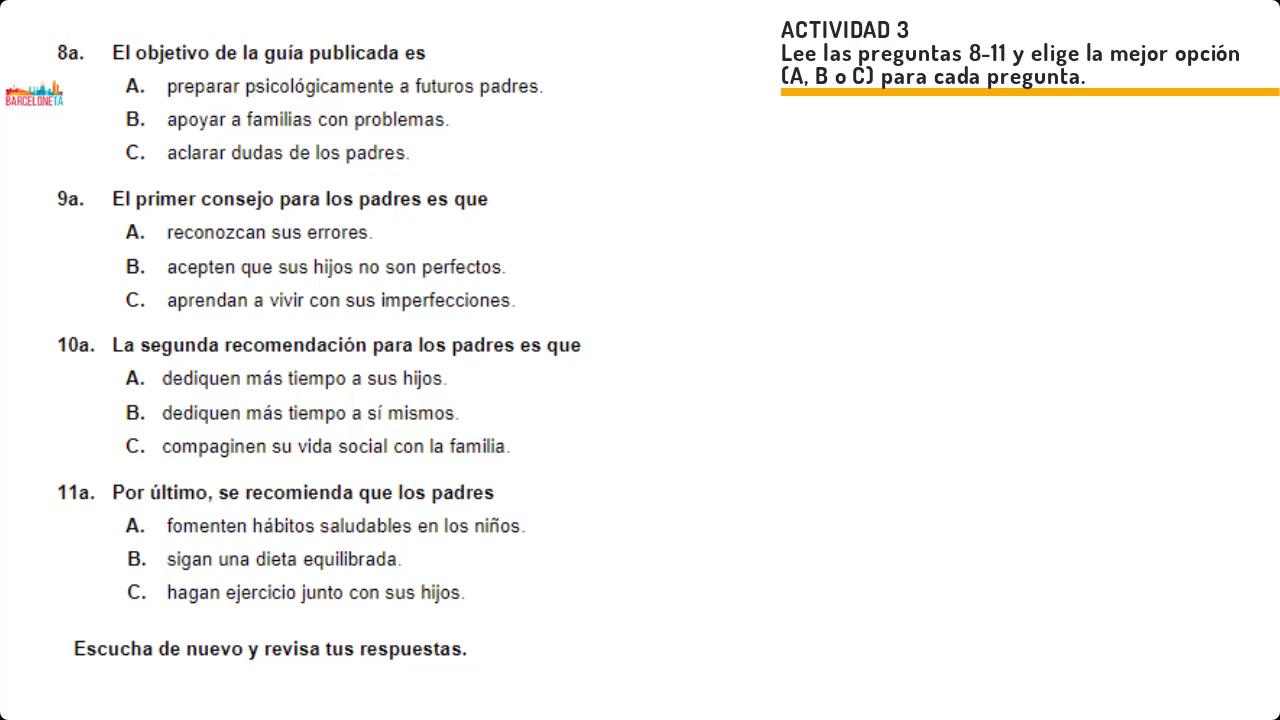 ACTIVIDAD 3
Lee las preguntas 8-11 y elige la mejor opción
(A, B o C) para cada pregunta.
8a. El objetivo de la guía publicada es
A. preparar psicológicamente a futuros padres.
B. apoyar a familias con problemas.
C. aclarar dudas de los padres.
BARCELONETA
9a. El primer consejo para los padres es que
A. reconozcan sus errores.
B. acepten que sus hijos no son perfectos.
C. aprendan a vivir con sus imperfecciones.
10a. La segunda recomendación para los padres es que
A. dediquen más tiempo a sus hijos.
B. dediquen más tiempo a sí mismos.
C. compaginen su vida social con la familia.
11a. Por último, se recomienda que los padres
A. fomenten hábitos saludables en los niños.
B. sigan una dieta equilibrada.
C. hagan ejercicio junto con sus hijos.
Escucha de nuevo y revisa tus respuestas.